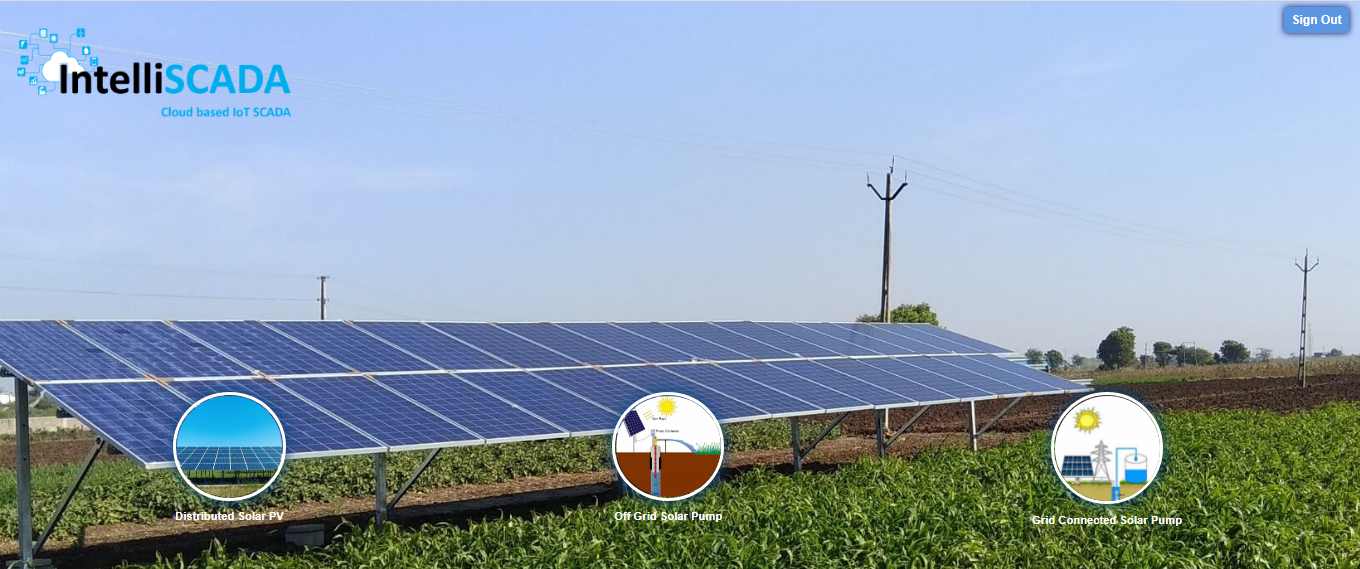 Sign Out
IntelliSCADA
Cloud based IoT SCADA
Distributed Solar PV
Off Grid Solar Pump
Grid Connected Solar Pump